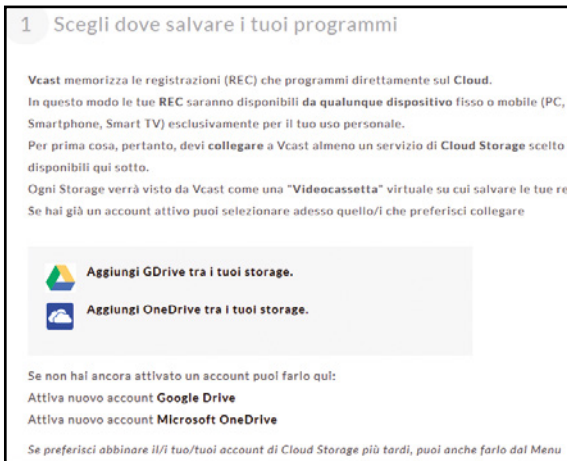 1 Scegli dove salvare i tuoi programmi
Vcast memorizza le registrazioni (REC) che programmi direttamente sul Cloud.
In questo modo le tue REC saranno disponibili da qualunque dispositivo fisso o mobile (PC,
Smartphone, Smart TV) esclusivamente per il tuo uso personale.
Per prima cosa, pertanto, devi collegare a Vcast almeno un servizio di Cloud Storage scelto
disponibili qui sotto.
Ogni Storage verrà visto da Vcast come una "Videocassetta" virtuale su cui salvare le tue re
Se hai già un account attivo puoi selezionare adesso quello/i che preferisci collegare
Aggiungi GDrive tra i tuoi storage.
Aggiungi OneDrive tra i tuoi storage.
Se non hai ancora attivato un account puoi farlo qui:
Attiva nuovo account Google Drive
Attiva nuovo account Microsoft OneDrive
Se preferisci abbinare il/i tuo/tuoi account di Cloud Storage più tardi, puoi anche farlo dal Menu